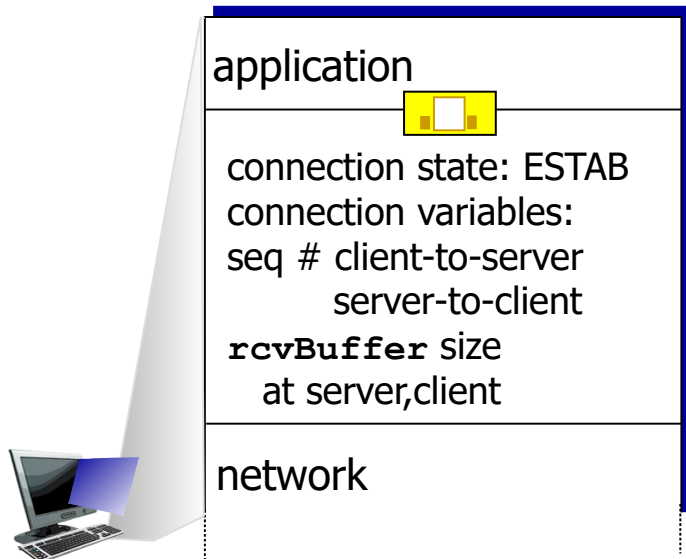 application
connection state: ESTAB
connection variables:
seq # client-to-server
server-to-client
rcvBuffer size
at server,client
network